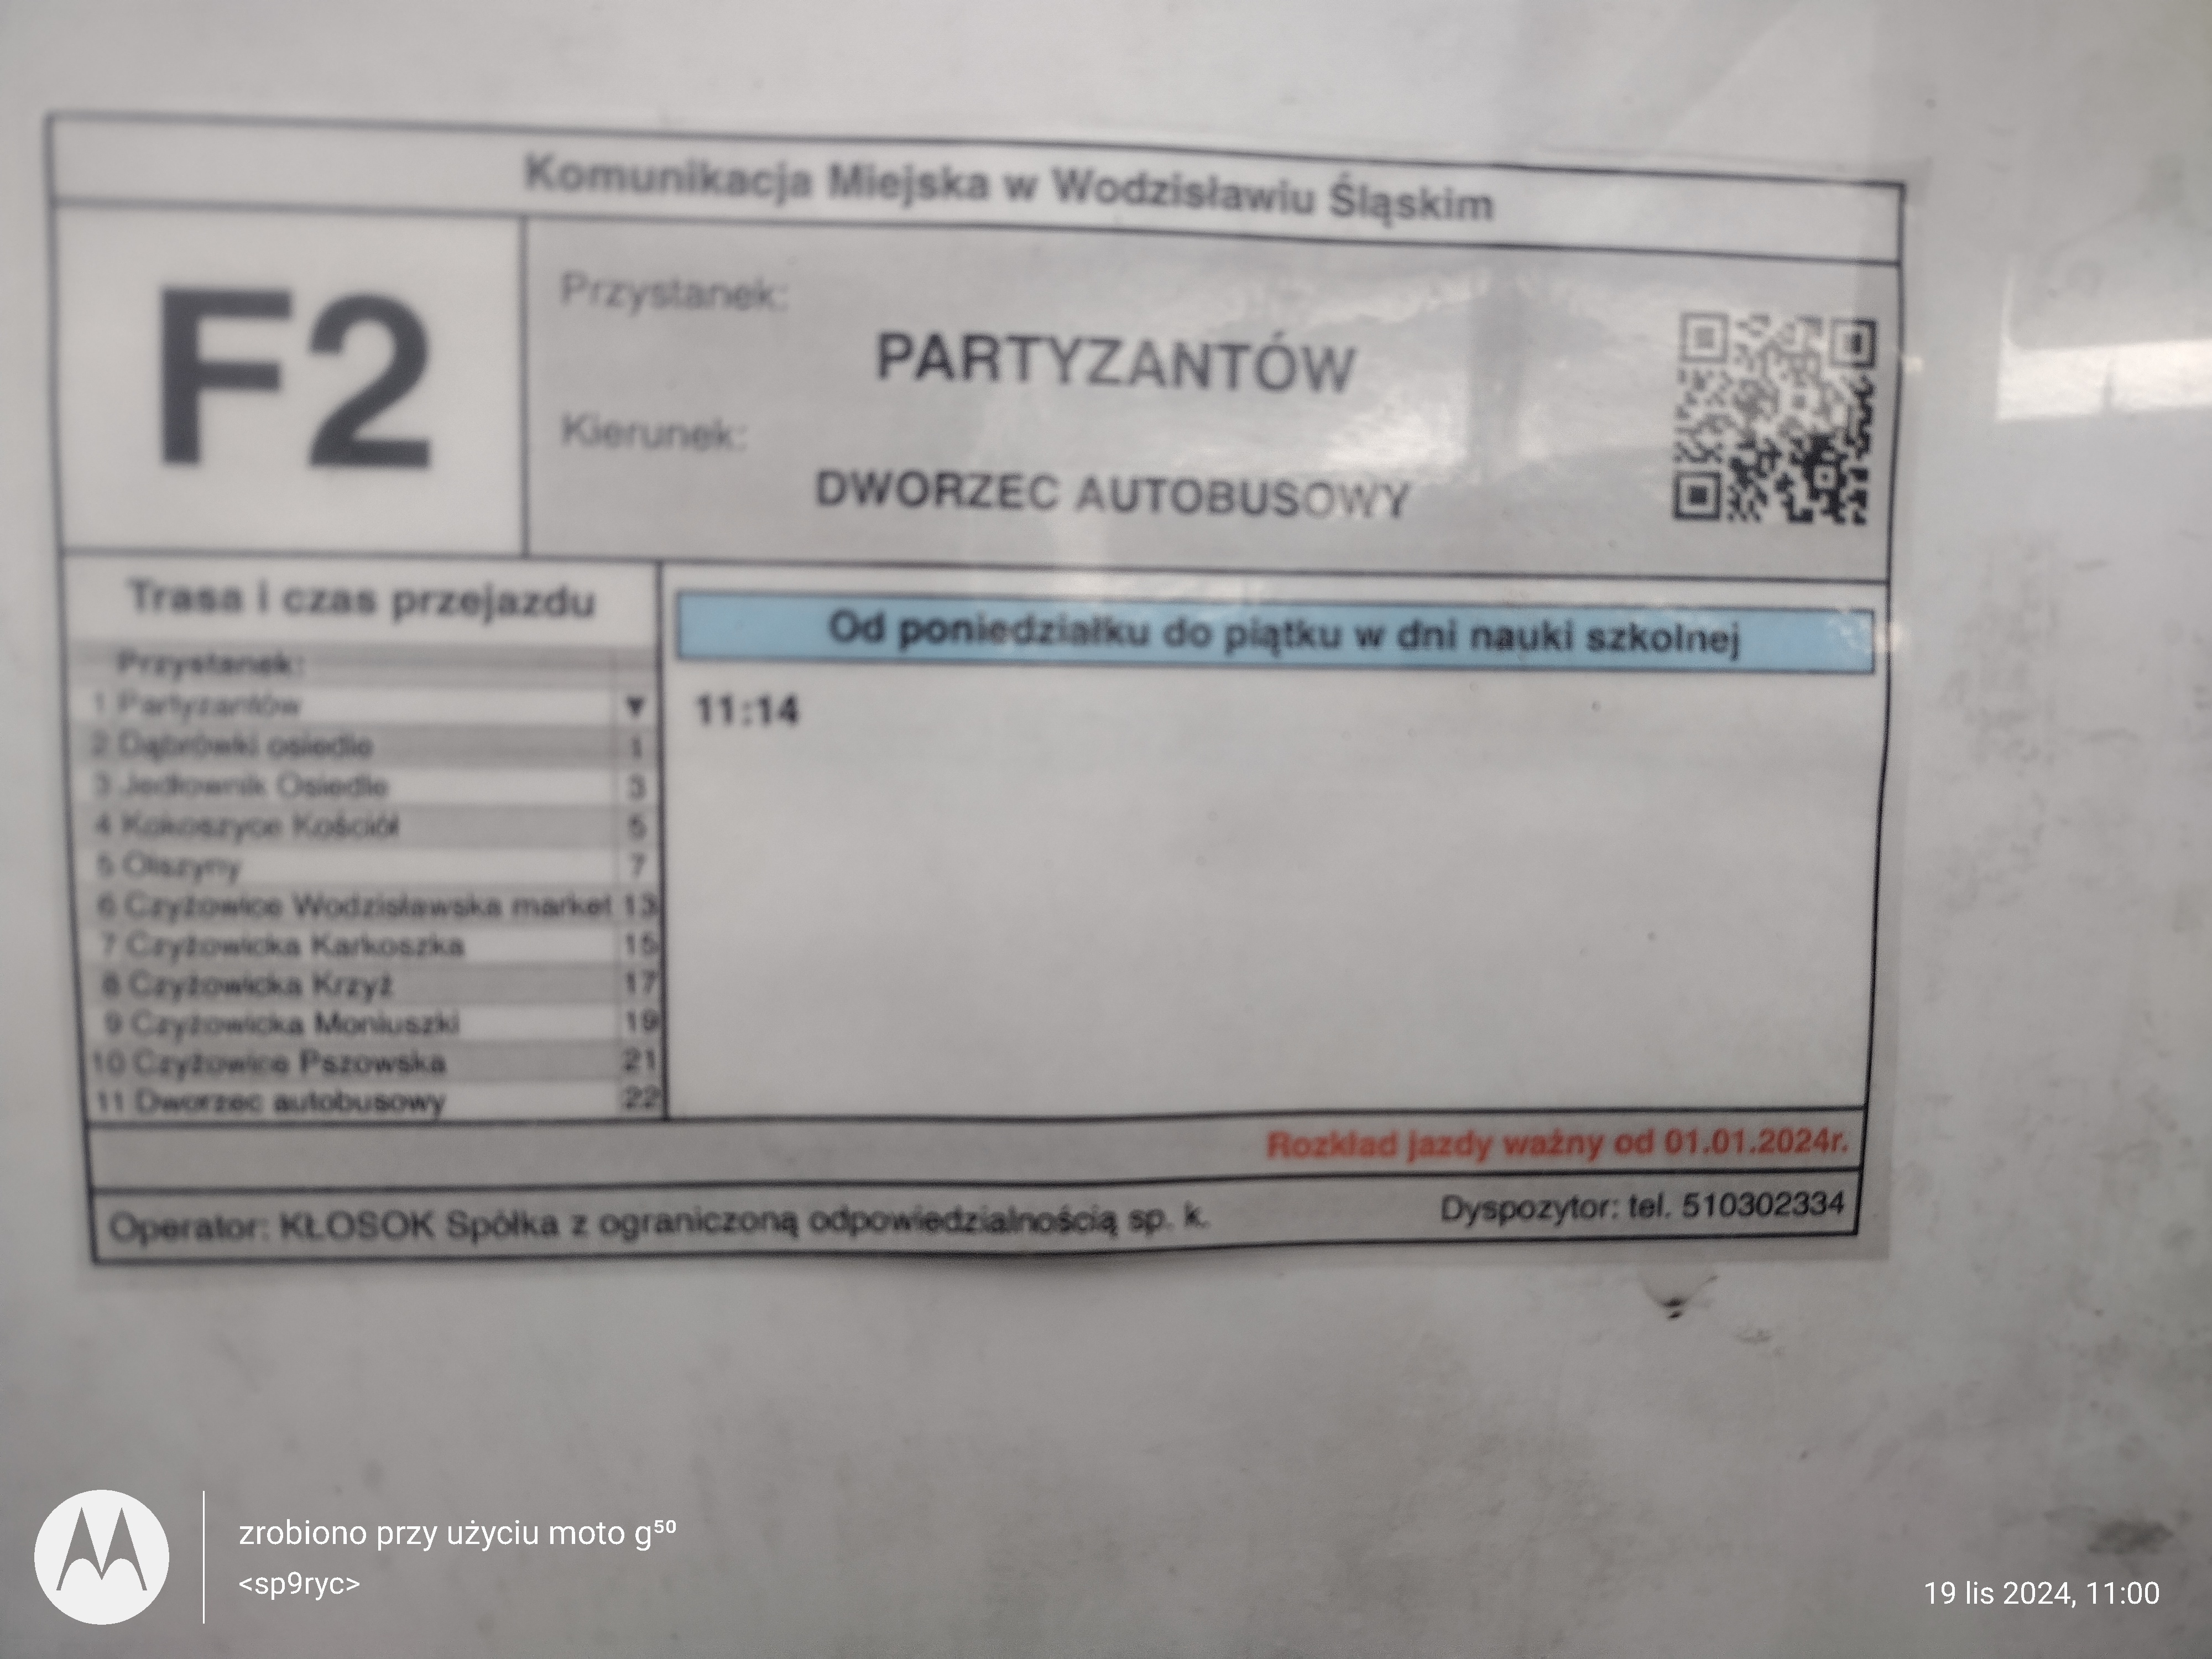 Komunikacja Miejska w Wodzisławiu Śląskim
F2
Przystanek:
PARTYZANTÓW
Kierunek:
DWORZEC AUTOBUSOWY
Trasa i czas przejazdu
Przystanek:
1 Partyzantów ▼
2 Dąbrówki osiedle 1
3 Jedłownik Osiedle 3
4 Kokoszyce Kościół 5
5 Olszyny 7
6 Czyżowice Wodzisławska market 13
7 Czyżowicka Karkoszka 15
8 Czyżowicka Krzyż 17
9 Czyżowicka Moniuszki 19
10 Czyżowice Pszowska 21
11 Dworzec autobusowy 22
Od poniedziałku do piątku w dni nauki szkolnej
11:14
Rozkład jazdy ważny od 01.01.2024r.
Operator: KŁOSOK Spółka z ograniczoną odpowiedzialnością sp. k.
Dyspozytor: tel. 510302334
zrobiono przy użyciu moto g⁵⁰
<sp9ryc>
19 lis 2024, 11:00